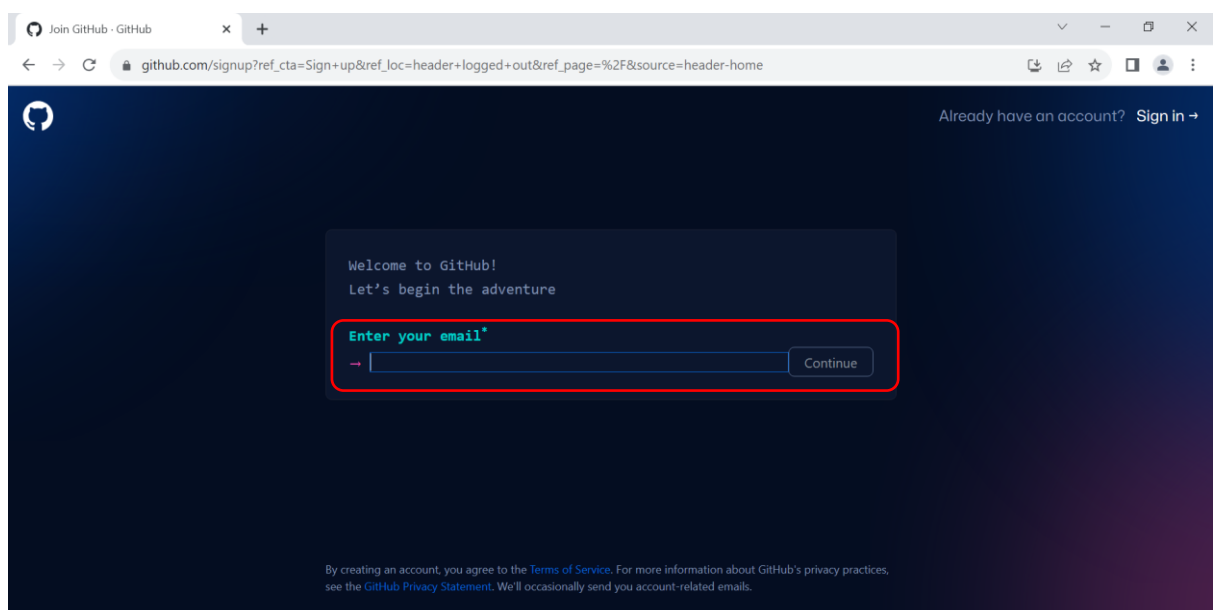 Join GitHub · GitHub
github.com/signup?ref_cta=Sign+up&ref_loc=header+logged+out&ref_page=%2F&source=header-home
Already have an account? Sign in →
Welcome to GitHub!
Let’s begin the adventure
Enter your email*
→ Continue
By creating an account, you agree to the Terms of Service. For more information about GitHub's privacy practices,
see the GitHub Privacy Statement. We'll occasionally send you account-related emails.